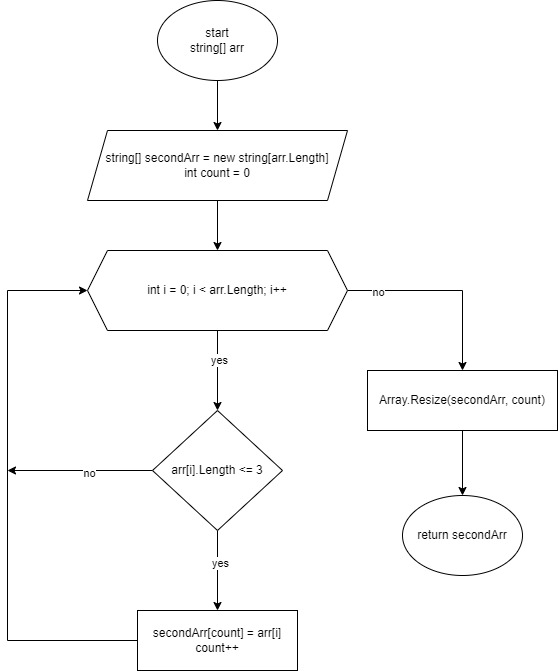 start
string[] arr
string[] secondArr = new string[arr.Length]
int count = 0
int i = 0; i < arr.Length; i++
no
yes
Array.Resize(secondArr, count)
arr[i].Length <= 3
no
return secondArr
yes
secondArr[count] = arr[i]
count++